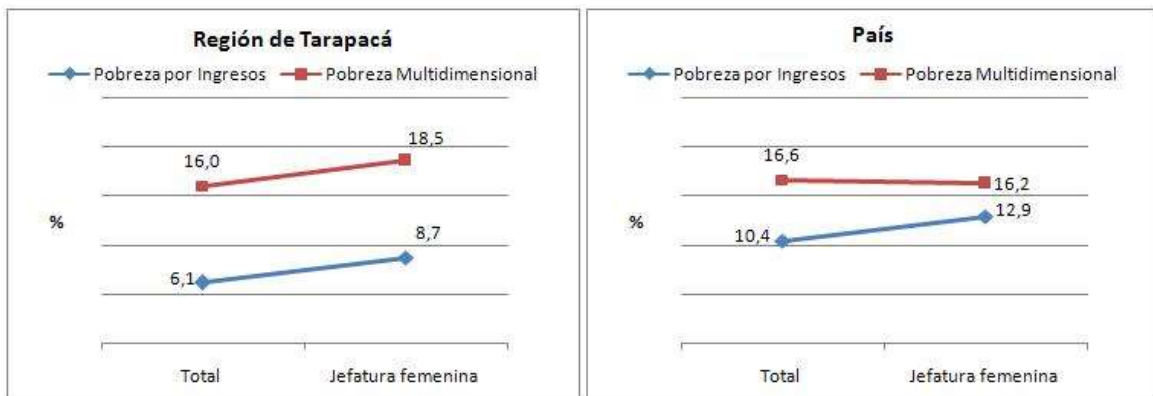 Región de Tarapacá
Pobreza por Ingresos
Pobreza Multidimensional
18,5
16,0
%
8,7
6,1
Total
Jefatura femenina
País
Pobreza por Ingresos
Pobreza Multidimensional
16,6
16,2
%
12,9
10,4
Total
Jefatura femenina